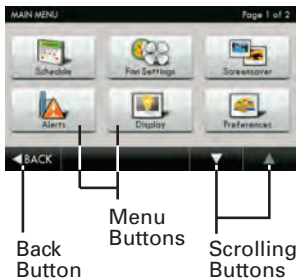 MAIN MENU Page 1 of 2
Schedule Fan Settings Screensaver
Alerts Display Preferences
BACK
Menu
Buttons
Back
Button
Scrolling
Buttons